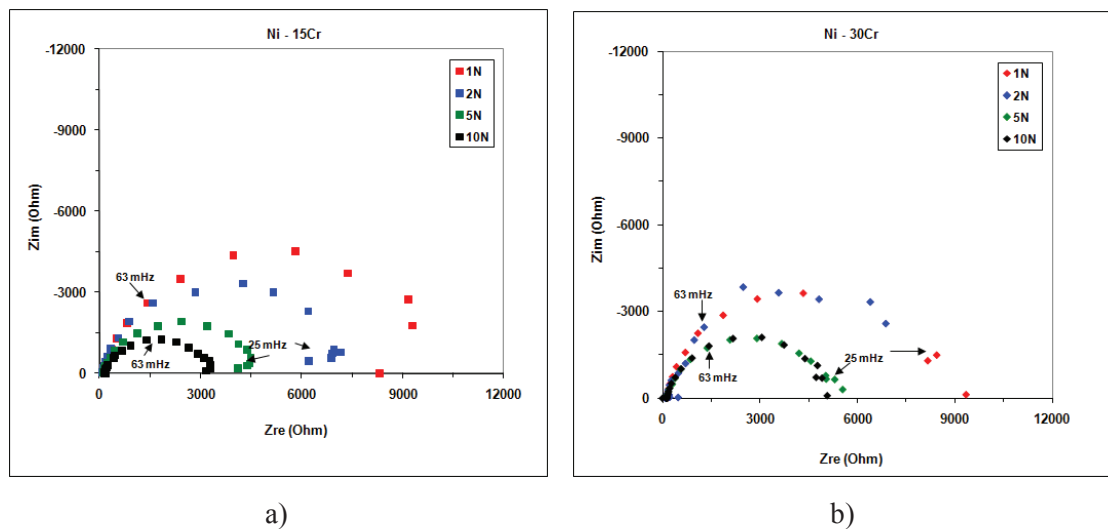 Ni - 15Cr
-12000
-9000
-6000
-3000
0
Zim (Ohm)
1N
2N
5N
10N
63 mHz
63 mHz
25 mHz
0 3000 6000 9000 12000
Zre (Ohm)
a)
Ni - 30Cr
-12000
-9000
-6000
-3000
0
Zim (Ohm)
1N
2N
5N
10N
63 mHz
63 mHz
25 mHz
0 3000 6000 9000 12000
Zre (Ohm)
b)